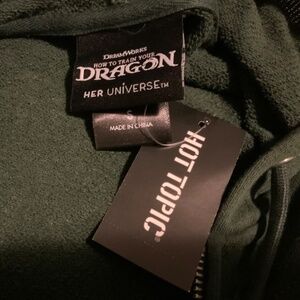 DREAMWORKS
HOW TO TRAIN YOUR
DRAGON
HER UNIVERSE™
MADE IN CHINA
HOT TOPIC®